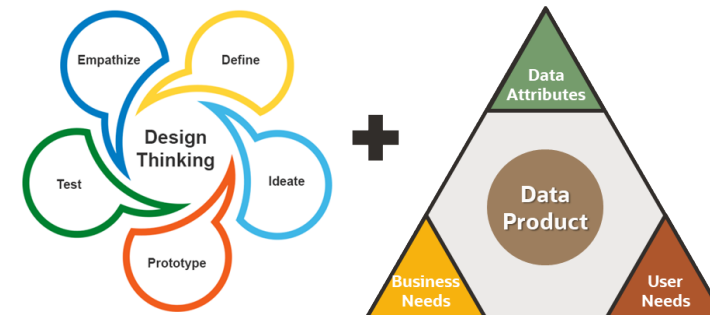 Empathize
Define
Design
Thinking
Test
Ideate
Prototype
Data
Attributes
Data
Product
Business
Needs
User
Needs